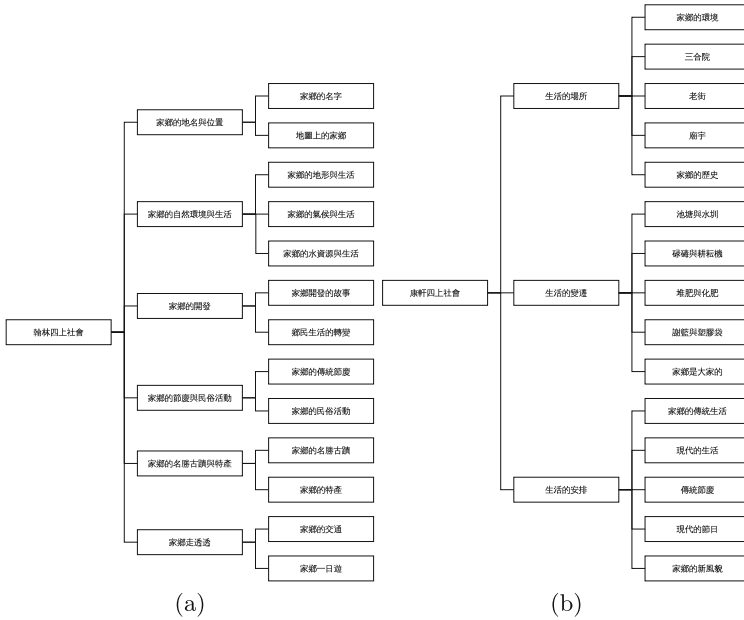 翰林四上社會
家鄉的地名與位置
家鄉的名字
地圖上的家鄉
家鄉的自然環境與生活
家鄉的地形與生活
家鄉的氣候與生活
家鄉的水資源與生活
家鄉的開發
家鄉開發的故事
鄉民生活的轉變
家鄉的節慶與民俗活動
家鄉的傳統節慶
家鄉的民俗活動
家鄉的名勝古蹟與特產
家鄉的名勝古蹟
家鄉的特產
家鄉走透透
家鄉的交通
家鄉一日遊
(a)
康軒四上社會
生活的場所
家鄉的環境
三合院
老街
廟宇
家鄉的歷史
生活的變遷
池塘與水圳
碌碡與耕耘機
堆肥與化肥
謝籃與塑膠袋
家鄉是大家的
生活的安排
家鄉的傳統生活
現代的生活
傳統節慶
現代的節日
家鄉的新風貌
(b)